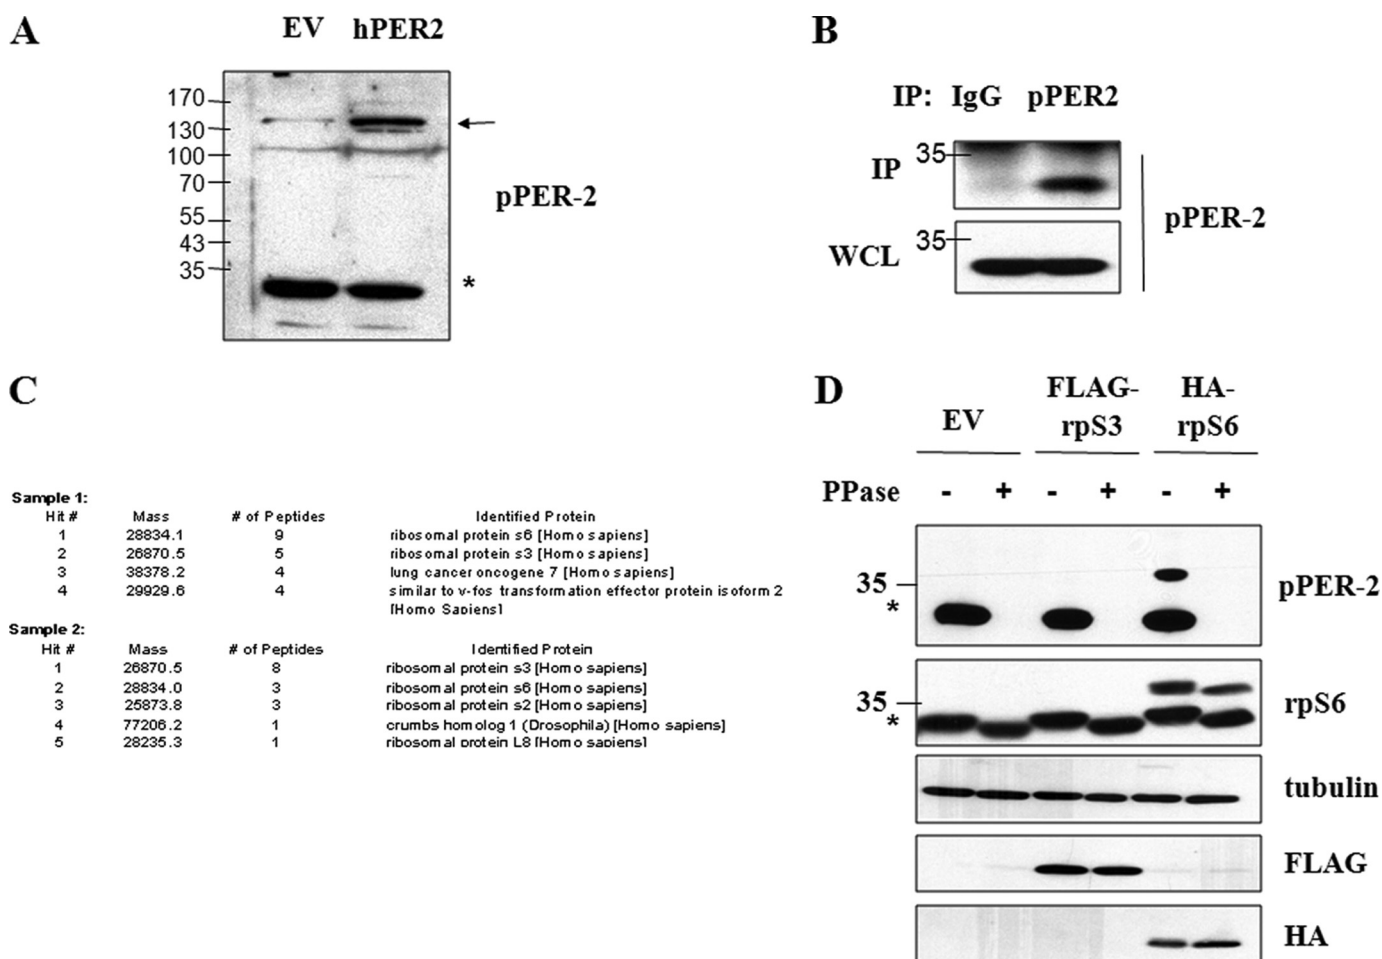 A
EV hPER2
170
130
100
70
55
43
35
pPER-2
*
B
IP: IgG pPER2
IP
35
WCL
35
pPER-2
C
Sample 1:
Hit # Mass # of Peptides Identified Protein
1 28834.1 9 ribosomal protein s6 [Homo sapiens]
2 26870.5 5 ribosomal protein s3 [Homo sapiens]
3 38378.2 4 lung cancer oncogene 7 [Homo sapiens]
4 29929.6 4 similar to v-fos transformation effector protein isoform 2
[Homo Sapiens]
Sample 2:
Hit # Mass # of Peptides Identified Protein
1 26870.5 8 ribosomal protein s3 [Homo sapiens]
2 28834.0 3 ribosomal protein s6 [Homo sapiens]
3 25873.8 3 ribosomal protein s2 [Homo sapiens]
4 77206.2 1 crumbs homolog 1 (Drosophila) [Homo sapiens]
5 28235.3 1 ribosomal protein L8 [Homo sapiens]
D
EV
FLAG-
rpS3
HA-
rpS6
PPase - + - + - +
35
*
pPER-2
35
*
rpS6
tubulin
FLAG
HA